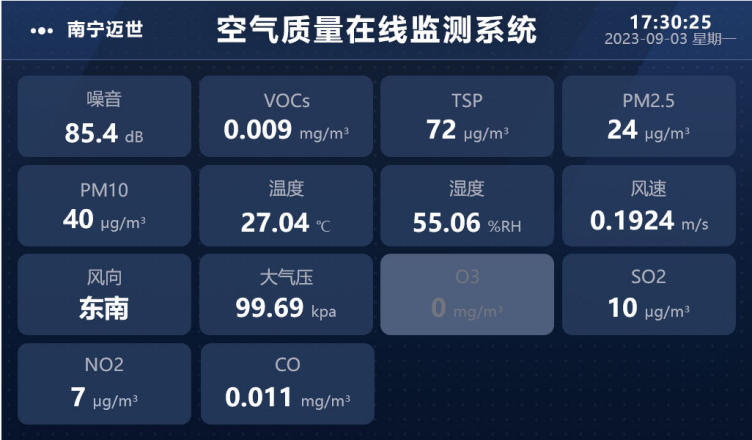 南宁迈世
空气质量在线监测系统
17:30:25
2023-09-03 星期一
噪音
85.4 dB
VOCs
0.009 mg/m³
TSP
72 μg/m³
PM2.5
24 μg/m³
PM10
40 μg/m³
温度
27.04 ℃
湿度
55.06 %RH
风速
0.1924 m/s
风向
东南
大气压
99.69 kpa
O3
0 mg/m³
SO2
10 μg/m³
NO2
7 μg/m³
CO
0.011 mg/m³